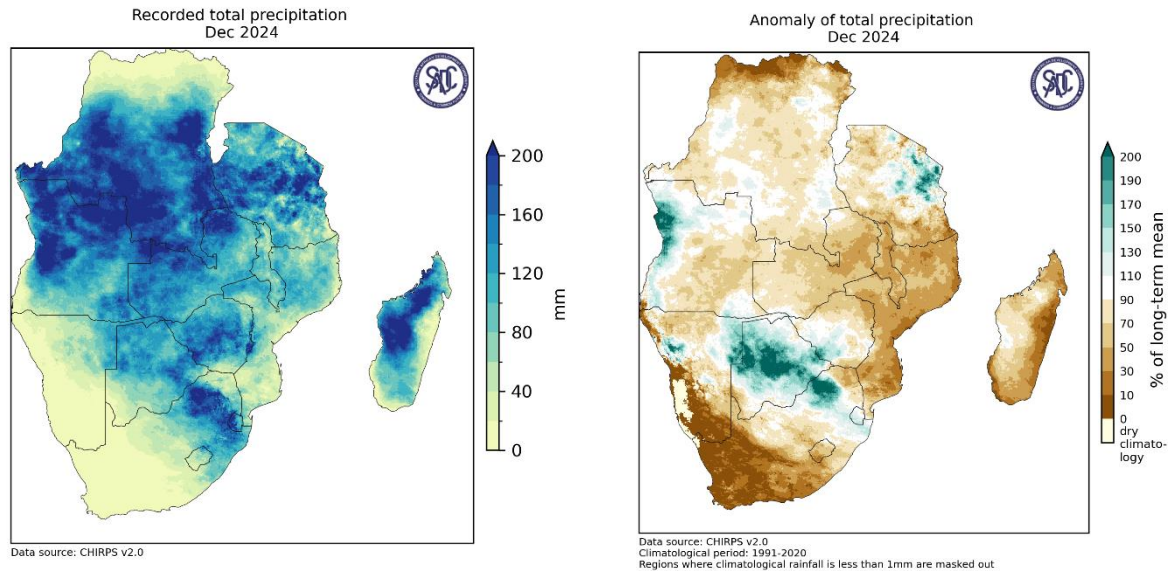 Recorded total precipitation
Dec 2024
SADC
200
160
120
80
40
0
mm
Data source: CHIRPS v2.0
Anomaly of total precipitation
Dec 2024
SADC
200
190
170
150
130
110
90
70
50
30
10
0
dry
climato-
logy
% of long-term mean
Data source: CHIRPS v2.0
Climatological period: 1991-2020
Regions where climatological rainfall is less than 1mm are masked out